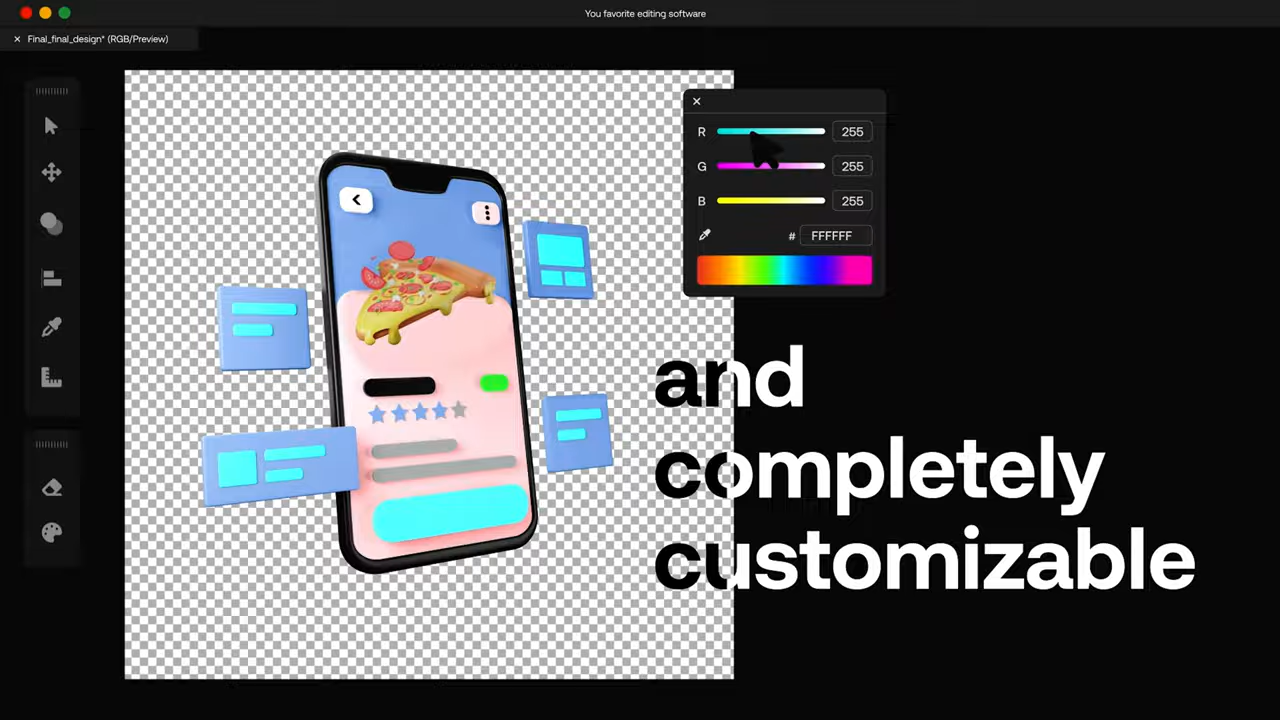 You favorite editing software
Final_final_design* (RGB/Preview)
R 255
G 255
B 255
# FFFFFF
and
completely
customizable